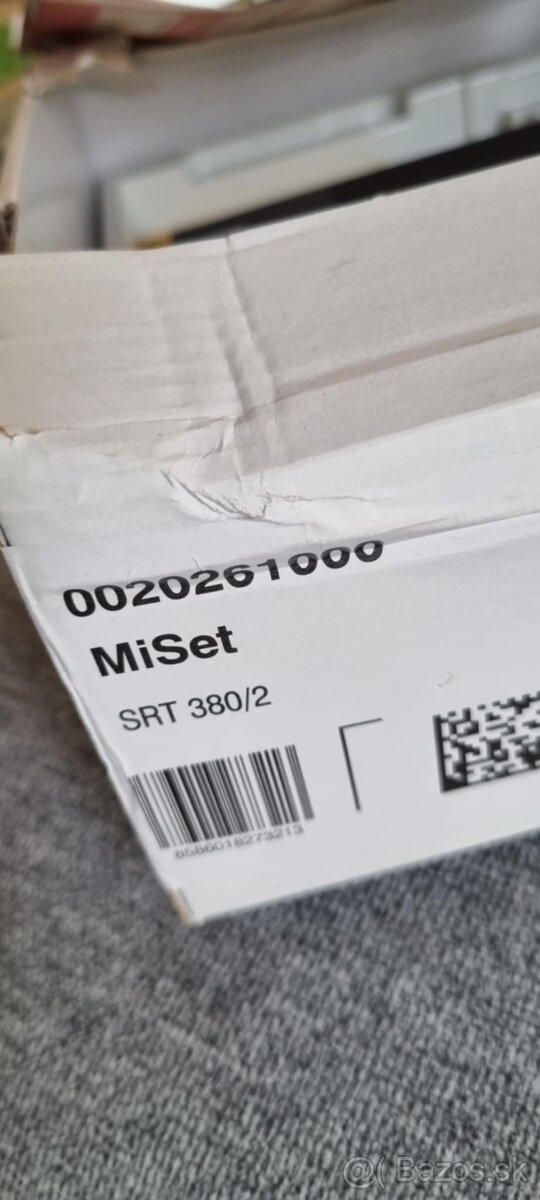 0020261000
MiSet
SRT 380/2
8586018273213
@( Bazos.sk